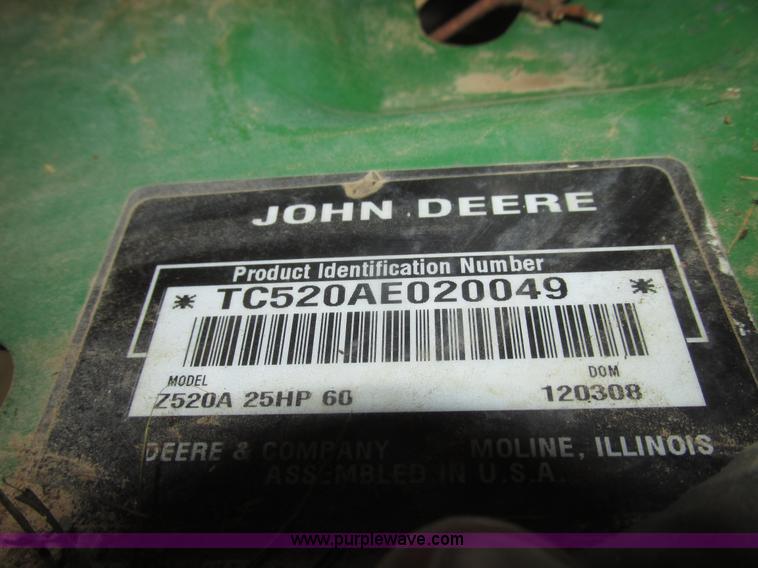 JOHN DEERE
Product Identification Number
* TC520AE020049 *
MODEL DOM
Z520A 25HP 60 120308
DEERE & COMPANY MOLINE, ILLINOIS
ASSEMBLED IN U.S.A.
www.purplewave.com